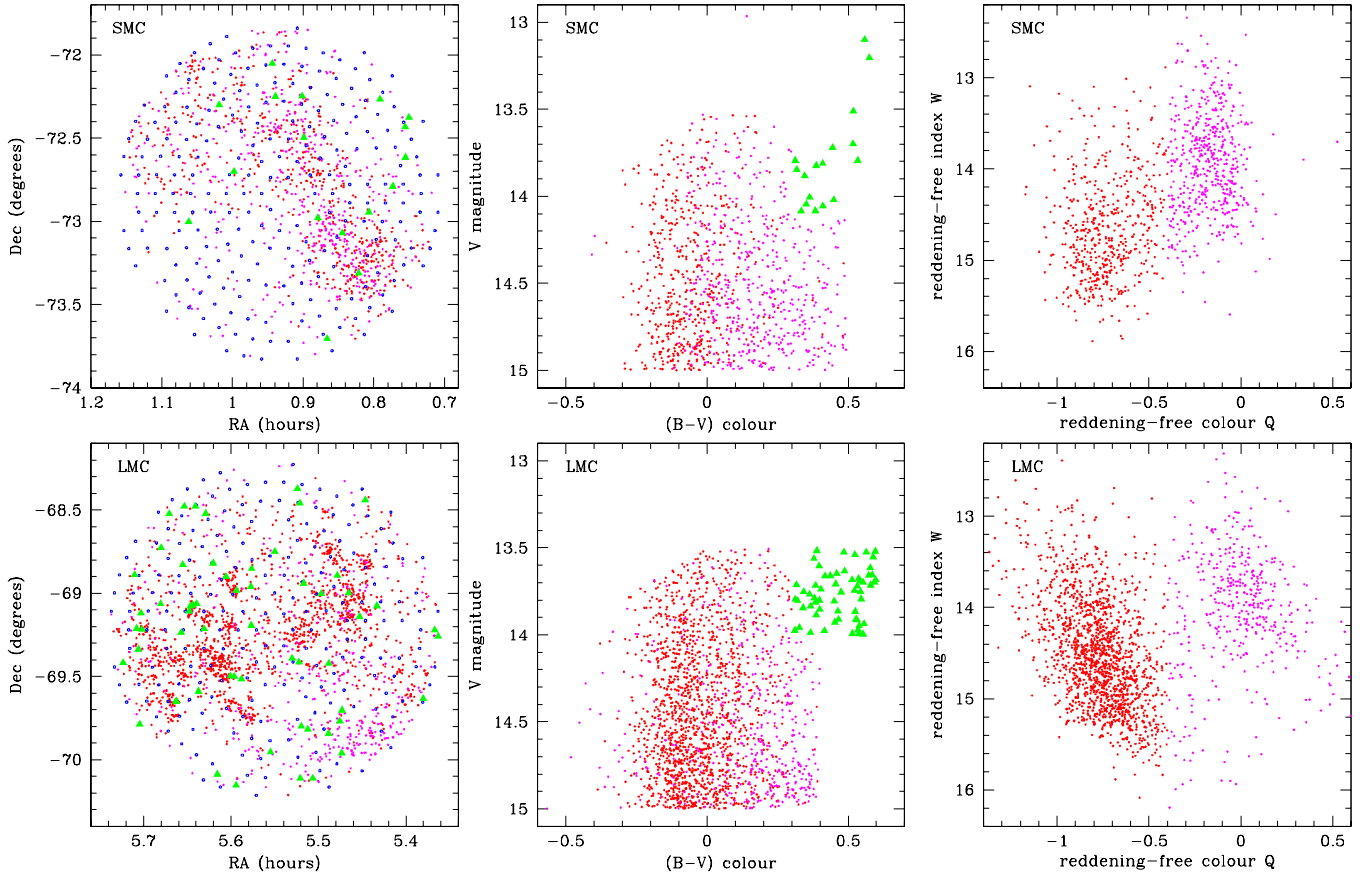 SMC
−72
−72.5
−73
−73.5
−74
Dec (degrees)
1.2 1.1 1 0.9 0.8 0.7
RA (hours)
SMC
13
13.5
14
14.5
15
V magnitude
−0.5 0 0.5
(B−V) colour
SMC
13
14
15
16
reddening−free index W
−1 −0.5 0 0.5
reddening−free colour Q
LMC
−68.5
−69
−69.5
−70
Dec (degrees)
5.7 5.6 5.5 5.4
RA (hours)
LMC
13
13.5
14
14.5
15
V magnitude
−0.5 0 0.5
(B−V) colour
LMC
13
14
15
16
reddening−free index W
−1 −0.5 0 0.5
reddening−free colour Q